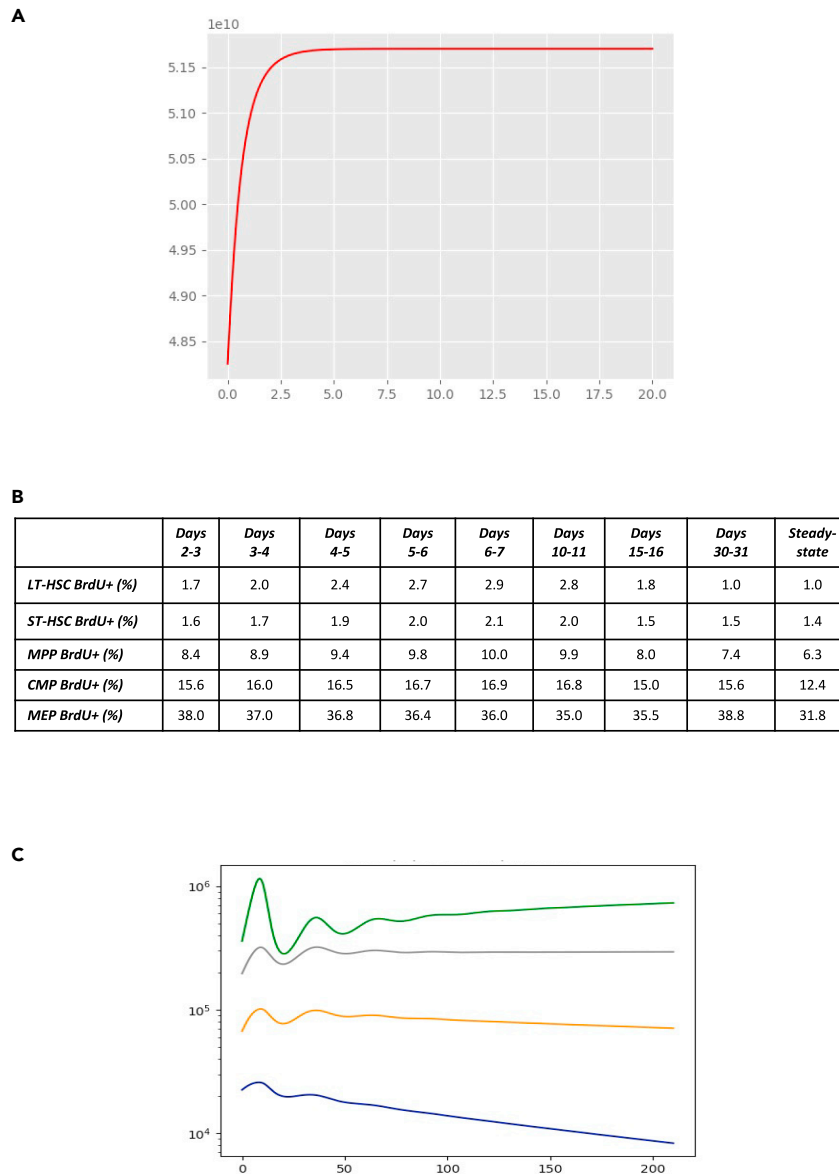 A
1e10
5.15
5.10
5.05
5.00
4.95
4.90
4.85
0.0 2.5 5.0 7.5 10.0 12.5 15.0 17.5 20.0
B
Days 2-3 Days 3-4 Days 4-5 Days 5-6 Days 6-7 Days 10-11 Days 15-16 Days 30-31 Steady-state
LT-HSC BrdU+ (%) 1.7 2.0 2.4 2.7 2.9 2.8 1.8 1.0 1.0
ST-HSC BrdU+ (%) 1.6 1.7 1.9 2.0 2.1 2.0 1.5 1.5 1.4
MPP BrdU+ (%) 8.4 8.9 9.4 9.8 10.0 9.9 8.0 7.4 6.3
CMP BrdU+ (%) 15.6 16.0 16.5 16.7 16.9 16.8 15.0 15.6 12.4
MEP BrdU+ (%) 38.0 37.0 36.8 36.4 36.0 35.0 35.5 38.8 31.8
C
10⁶
10⁵
10⁴
0 50 100 150 200